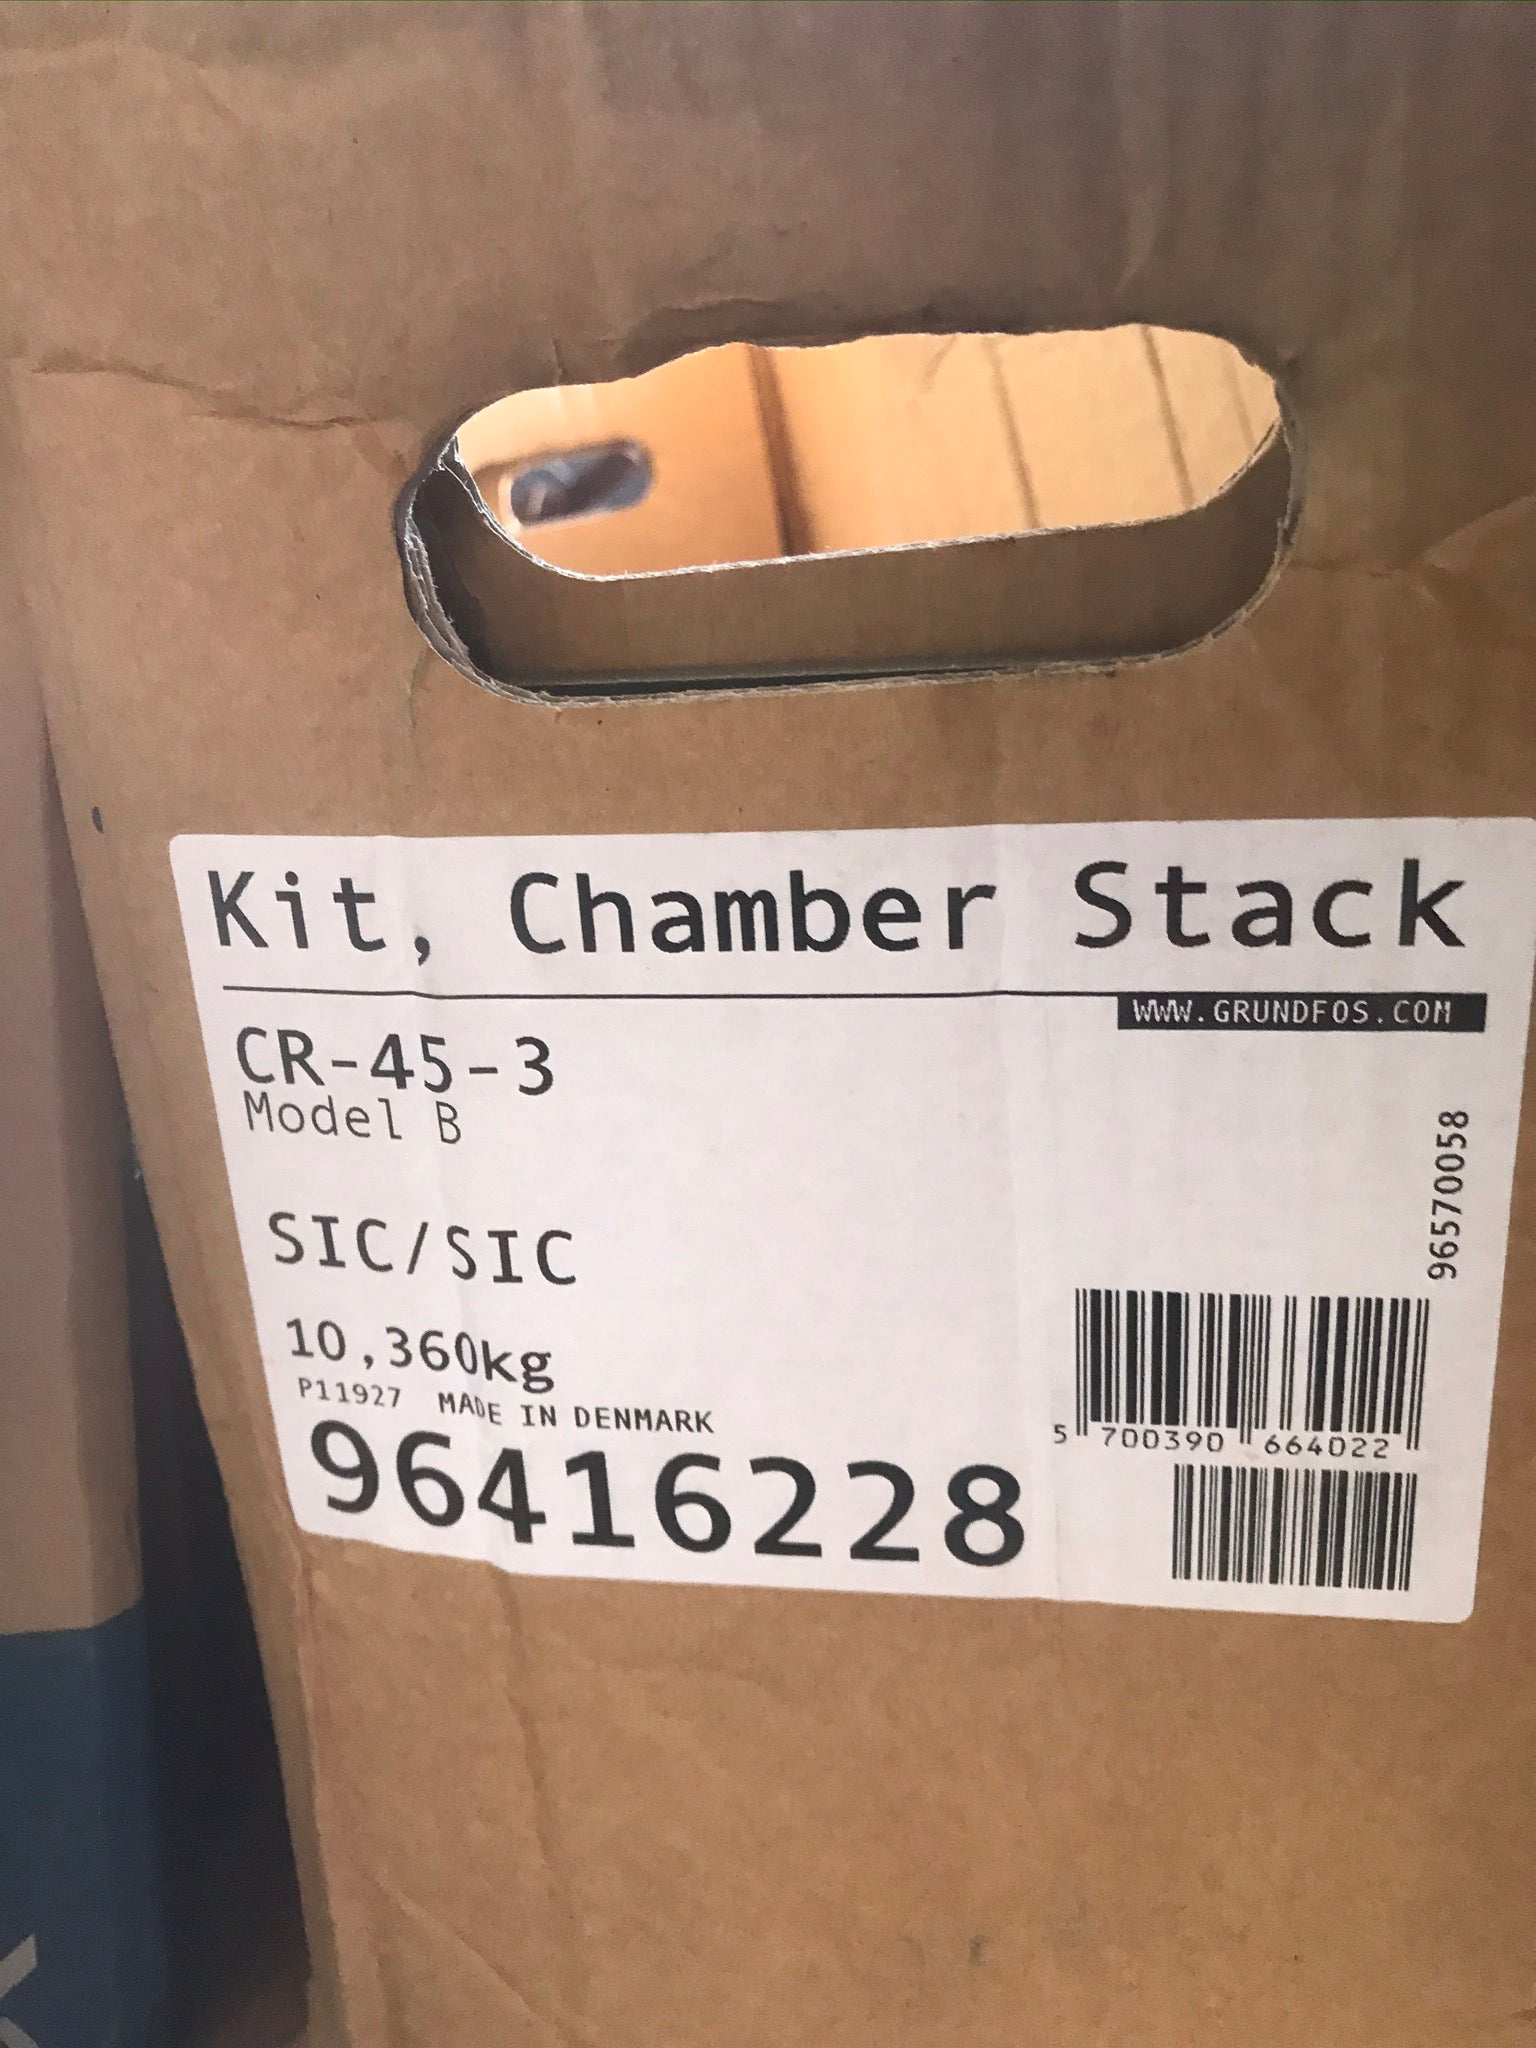 Kit, Chamber Stack
WWW.GRUNDFOS.COM
CR-45-3
Model B
96570058
SIC/SIC
10,360kg
P11927 MADE IN DENMARK
96416228
5 700390 664022